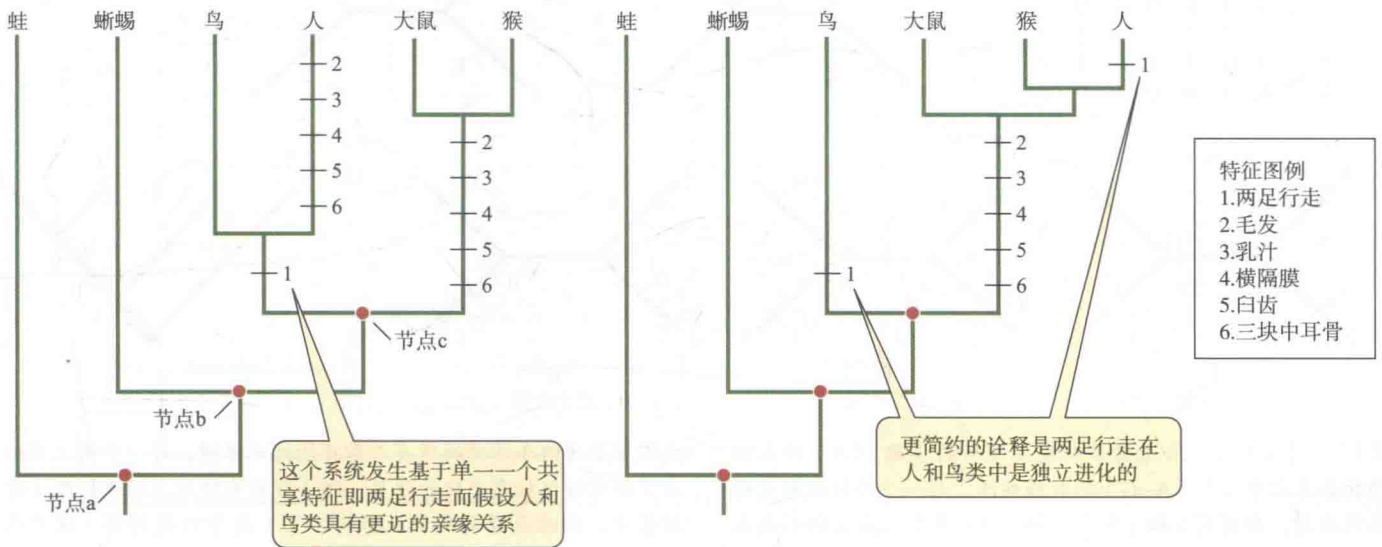 蛙 蜥蜴 鸟 人 大鼠 猴
2
3
4
5
6
1
2
3
4
5
6
节点c
节点b
节点a
这个系统发生基于单一一个共
享特征即两足行走而假设人和
鸟类具有更近的亲缘关系
蛙 蜥蜴 鸟 大鼠 猴 人
1
2
3
4
5
6
1
更简约的诠释是两足行走在
人和鸟类中是独立进化的
特征图例
1.两足行走
2.毛发
3.乳汁
4.横隔膜
5.臼齿
6.三块中耳骨